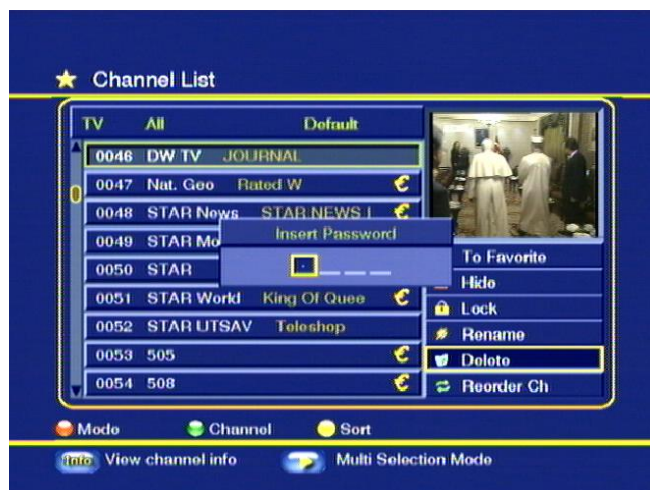 Channel List
TV All Default
0046 DW TV JOURNAL
0047 Nat. Geo Rated W €
0048 STAR News STAR NEWS I €
0049 STAR Mo
Insert Password
0050 STAR
0051 STAR World King Of Quee €
0052 STAR UTSAV Teleshop
0053 505 €
0054 508 €
To Favorite
Hide
Lock
Rename
Delete
Reorder Ch
Mode Channel Sort
info View channel info Multi Selection Mode